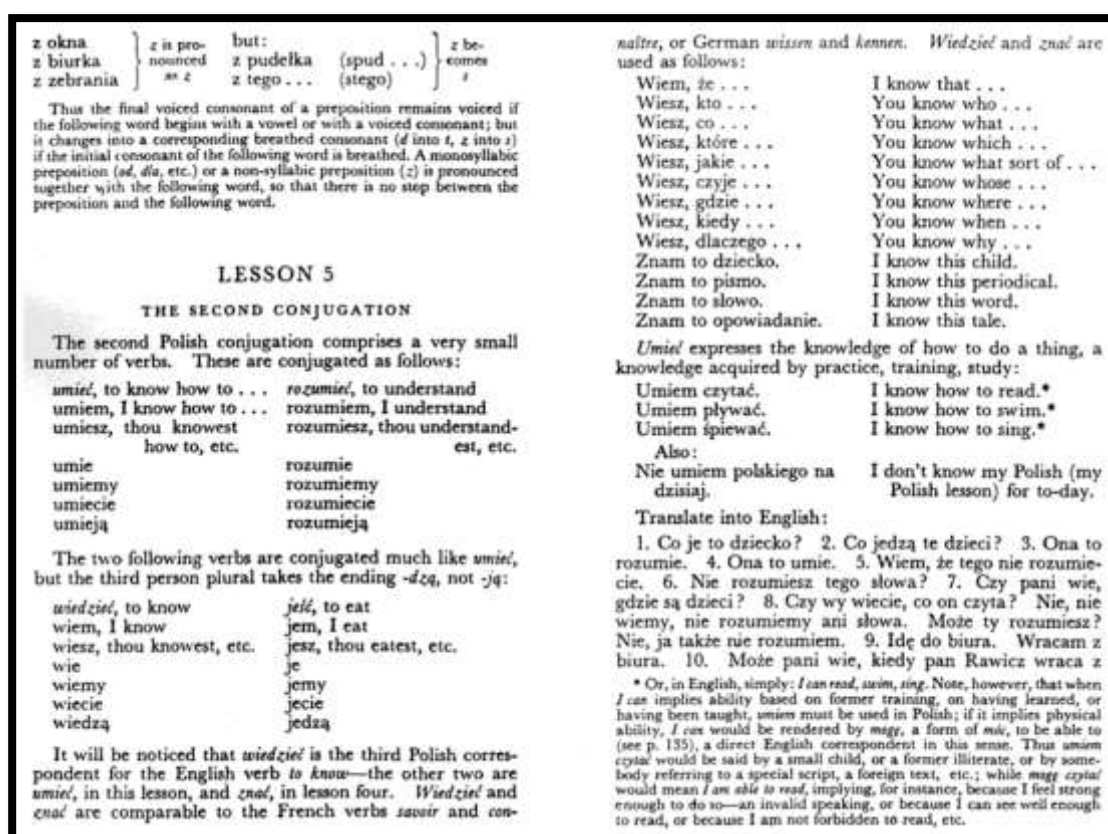 z okna z is pro- but:
z biurka nounced z pudełka (spud . . .) z be-
z zebrania as z z tego . . . (stego) comes
s
Thus the final voiced consonant of a preposition remains voiced if
the following word begins with a vowel or with a voiced consonant; but
it changes into a corresponding breathed consonant (d into t, z into s)
if the initial consonant of the following word is breathed. A monosyllabic
preposition (od, dla, etc.) or a non-syllabic preposition (z) is pronounced
together with the following word, so that there is no stop between the
preposition and the following word.
LESSON 5
THE SECOND CONJUGATION
The second Polish conjugation comprises a very small
number of verbs. These are conjugated as follows:
umieć, to know how to . . . rozumieć, to understand
umiem, I know how to . . . rozumiem, I understand
umiesz, thou knowest rozumiesz, thou understand-
how to, etc. est, etc.
umie rozumie
umiemy rozumiemy
umiecie rozumiecie
umieją rozumieją
The two following verbs are conjugated much like umieć,
but the third person plural takes the ending -dzą, not -ją:
wiedzieć, to know jeść, to eat
wiem, I know jem, I eat
wiesz, thou knowest, etc. jesz, thou eatest, etc.
wie je
wiemy jemy
wiecie jecie
wiedzą jedzą
It will be noticed that wiedzieć is the third Polish corres-
pondent for the English verb to know—the other two are
umieć, in this lesson, and znać, in lesson four. Wiedzieć and
znać are comparable to the French verbs savoir and con-
naître, or German wissen and kennen. Wiedzieć and znać are
used as follows:
Wiem, że . . . I know that . . .
Wiesz, kto . . . You know who . . .
Wiesz, co . . . You know what . . .
Wiesz, które . . . You know which . . .
Wiesz, jakie . . . You know what sort of . . .
Wiesz, czyje . . . You know whose . . .
Wiesz, gdzie . . . You know where . . .
Wiesz, kiedy . . . You know when . . .
Wiesz, dlaczego . . . You know why . . .
Znam to dziecko. I know this child.
Znam to pismo. I know this periodical.
Znam to słowo. I know this word.
Znam to opowiadanie. I know this tale.
Umieć expresses the knowledge of how to do a thing, a
knowledge acquired by practice, training, study:
Umiem czytać. I know how to read.*
Umiem pływać. I know how to swim.*
Umiem śpiewać. I know how to sing.*
Also:
Nie umiem polskiego na I don't know my Polish (my
dzisiaj. Polish lesson) for to-day.
Translate into English:
1. Co je to dziecko? 2. Co jedzą te dzieci? 3. Ona to
rozumie. 4. Ona to umie. 5. Wiem, że tego nie rozumie-
cie. 6. Nie rozumiesz tego słowa? 7. Czy pani wie,
gdzie są dzieci? 8. Czy wy wiecie, co on czyta? Nie, nie
wiemy, nie rozumiemy ani słowa. Może ty rozumiesz?
Nie, ja także nie rozumiem. 9. Idę do biura. Wracam z
biura. 10. Może pani wie, kiedy pan Rawicz wraca z
* Or, in English, simply: I can read, swim, sing. Note, however, that when
I can implies ability based on former training, on having learned, or
having been taught, umiem must be used in Polish; if it implies physical
ability, I can would be rendered by mogę, a form of móc, to be able to
(see p. 135), a direct English correspondent in this sense. Thus umiem
czytać would be said by a small child, or a former illiterate, or by some-
body referring to a special script, a foreign text, etc.; while mogę czytać
would mean I am able to read, implying, for instance, because I feel strong
enough to do so—an invalid speaking, or because I can see well enough
to read, or because I am not forbidden to read, etc.